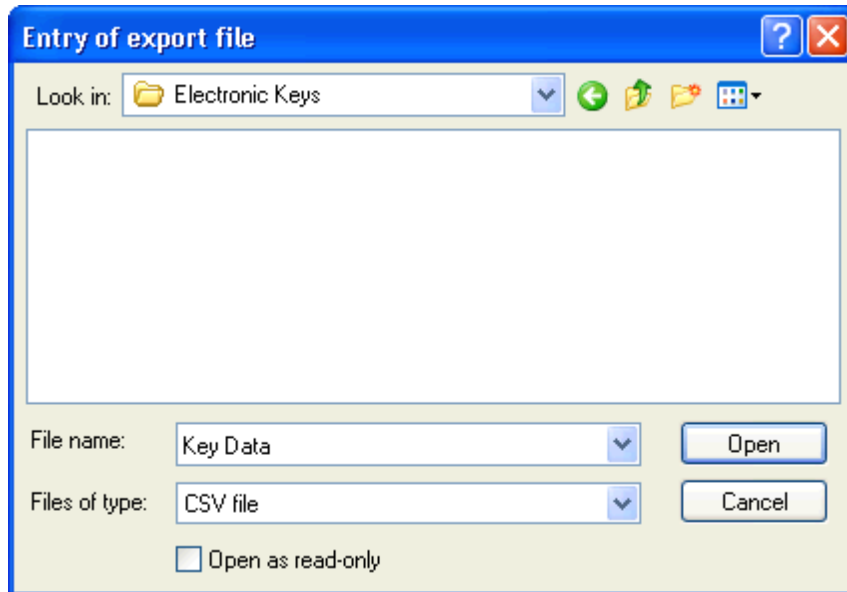 Entry of export file
Look in: Electronic Keys
File name: Key Data Open
Files of type: CSV file Cancel
Open as read-only